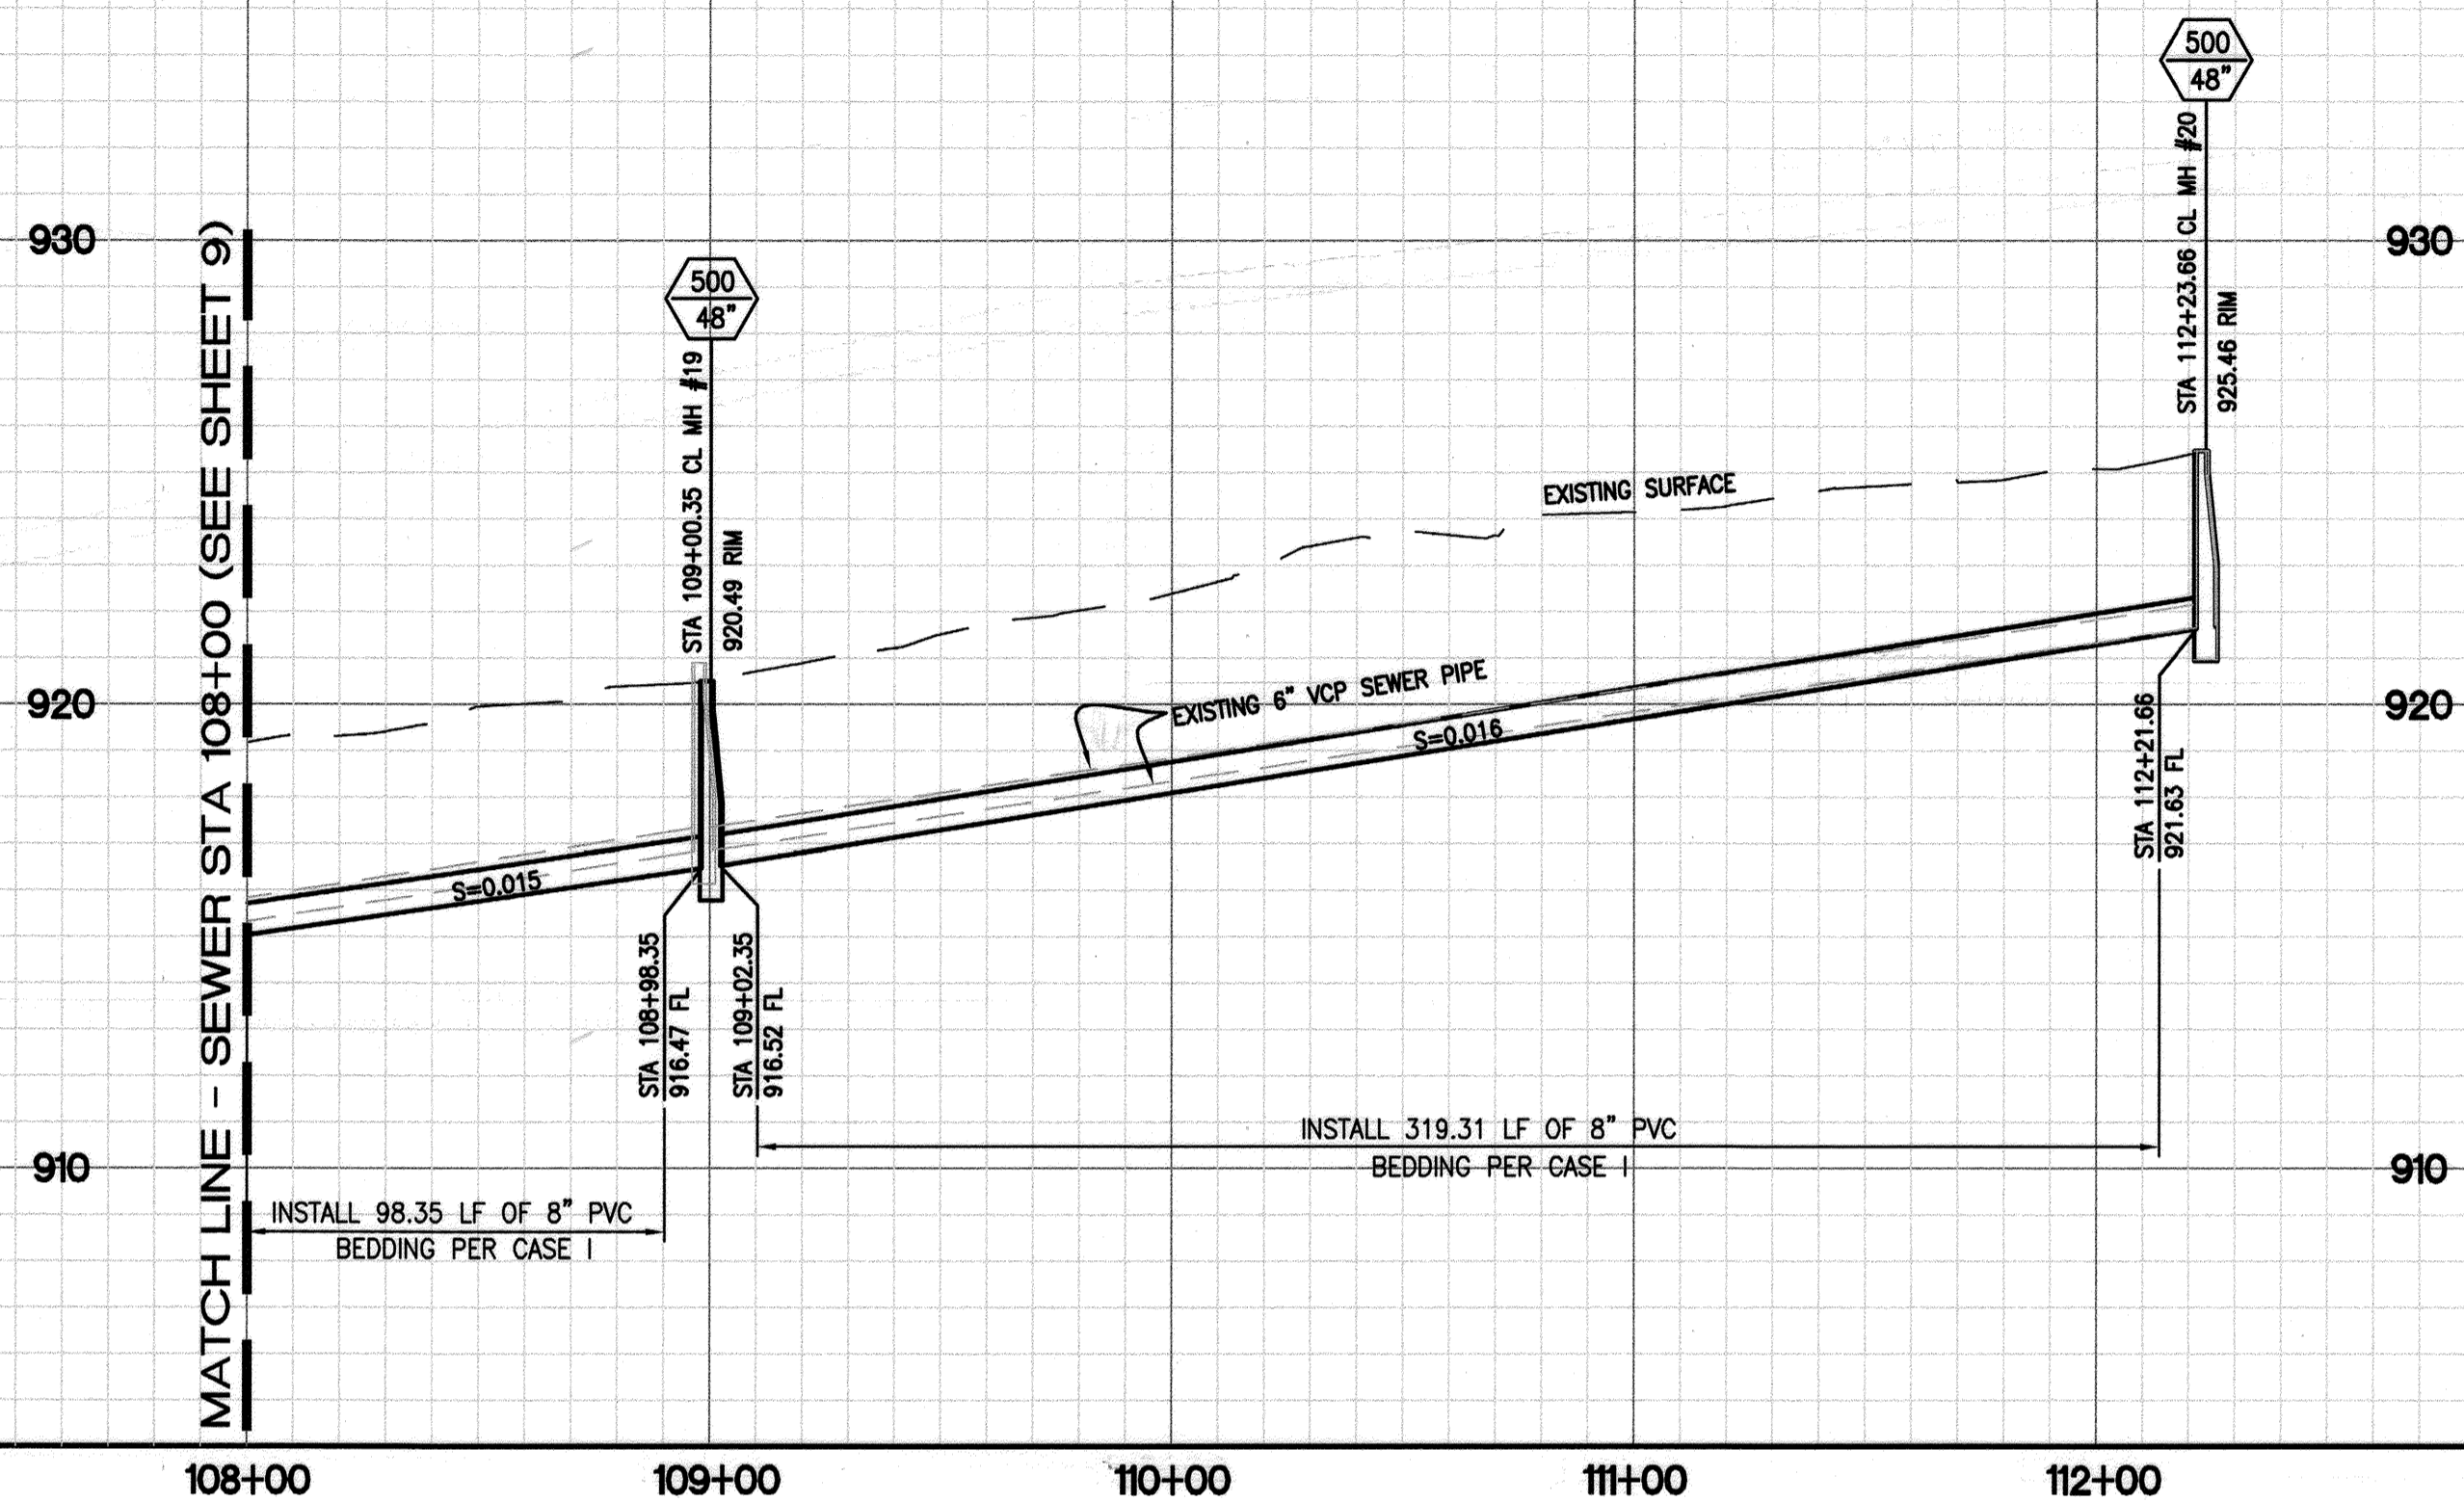 500
48"
STA 112+23.66 CL MH #20
925.46 RIM
930
930
MATCH LINE - SEWER STA 108+00 (SEE SHEET 9)
500
48"
STA 109+00.35 CL MH #19
920.49 RIM
EXISTING SURFACE
EXISTING 6" VCP SEWER PIPE
920
920
S=0.016
S=0.015
STA 112+21.66
921.63 FL
STA 108+98.35
916.47 FL
STA 109+02.35
916.52 FL
INSTALL 319.31 LF OF 8" PVC
BEDDING PER CASE I
910
910
INSTALL 98.35 LF OF 8" PVC
BEDDING PER CASE I
108+00
109+00
110+00
111+00
112+00